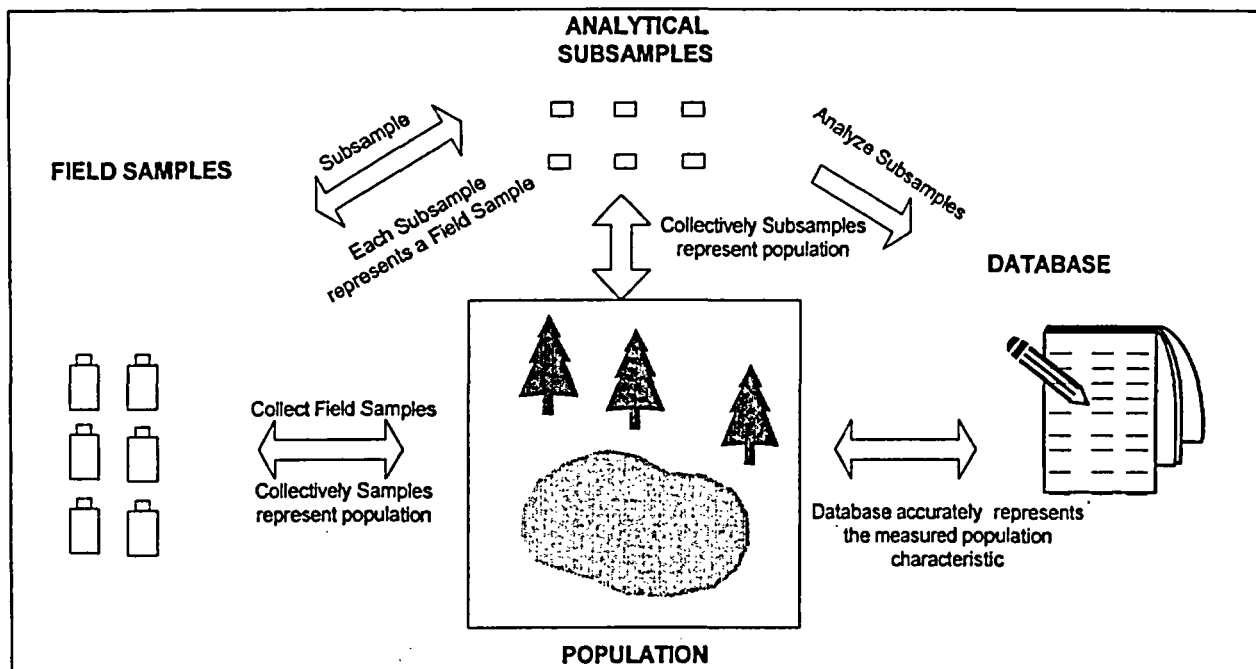 ANALYTICAL
SUBSAMPLES
Subsample
Analyze Subsamples
FIELD SAMPLES
Each Subsample
represents a Field Sample
Collectively Subsamples
represent population
DATABASE
Collect Field Samples
Collectively Samples
represent population
Database accurately represents
the measured population
characteristic
POPULATION